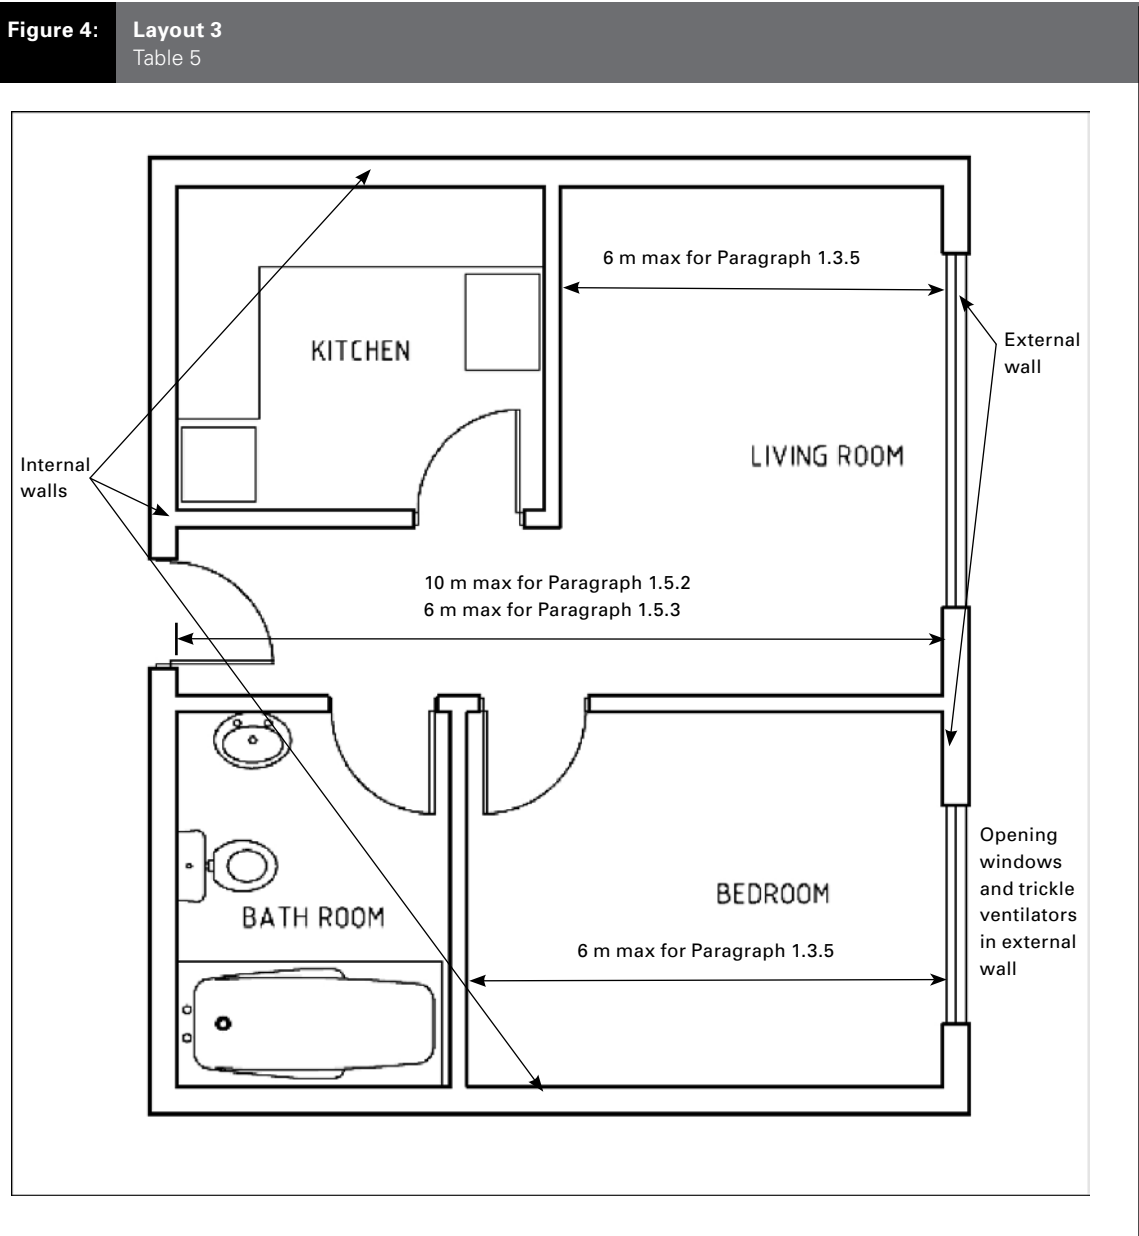 Figure 4:
Layout 3
Table 5
6 m max for Paragraph 1.3.5
KITCHEN
External
wall
LIVING ROOM
Internal
walls
10 m max for Paragraph 1.5.2
6 m max for Paragraph 1.5.3
Opening
windows
and trickle
ventilators
in external
wall
BEDROOM
BATH ROOM
6 m max for Paragraph 1.3.5